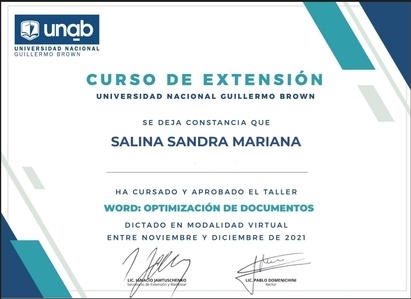 unab
UNIVERSIDAD NACIONAL
GUILLERMO BROWN
CURSO DE EXTENSIÓN
UNIVERSIDAD NACIONAL GUILLERMO BROWN
SE DEJA CONSTANCIA QUE
SALINA SANDRA MARIANA
HA CURSADO Y APROBADO EL TALLER
WORD: OPTIMIZACIÓN DE DOCUMENTOS
DICTADO EN MODALIDAD VIRTUAL
ENTRE NOVIEMBRE Y DICIEMBRE DE 2021
LIC. IGNACIO JAWTUSCHENKO
Secretario de Extensión y Bienestar
LIC. PABLO DOMENICHINI
Rector